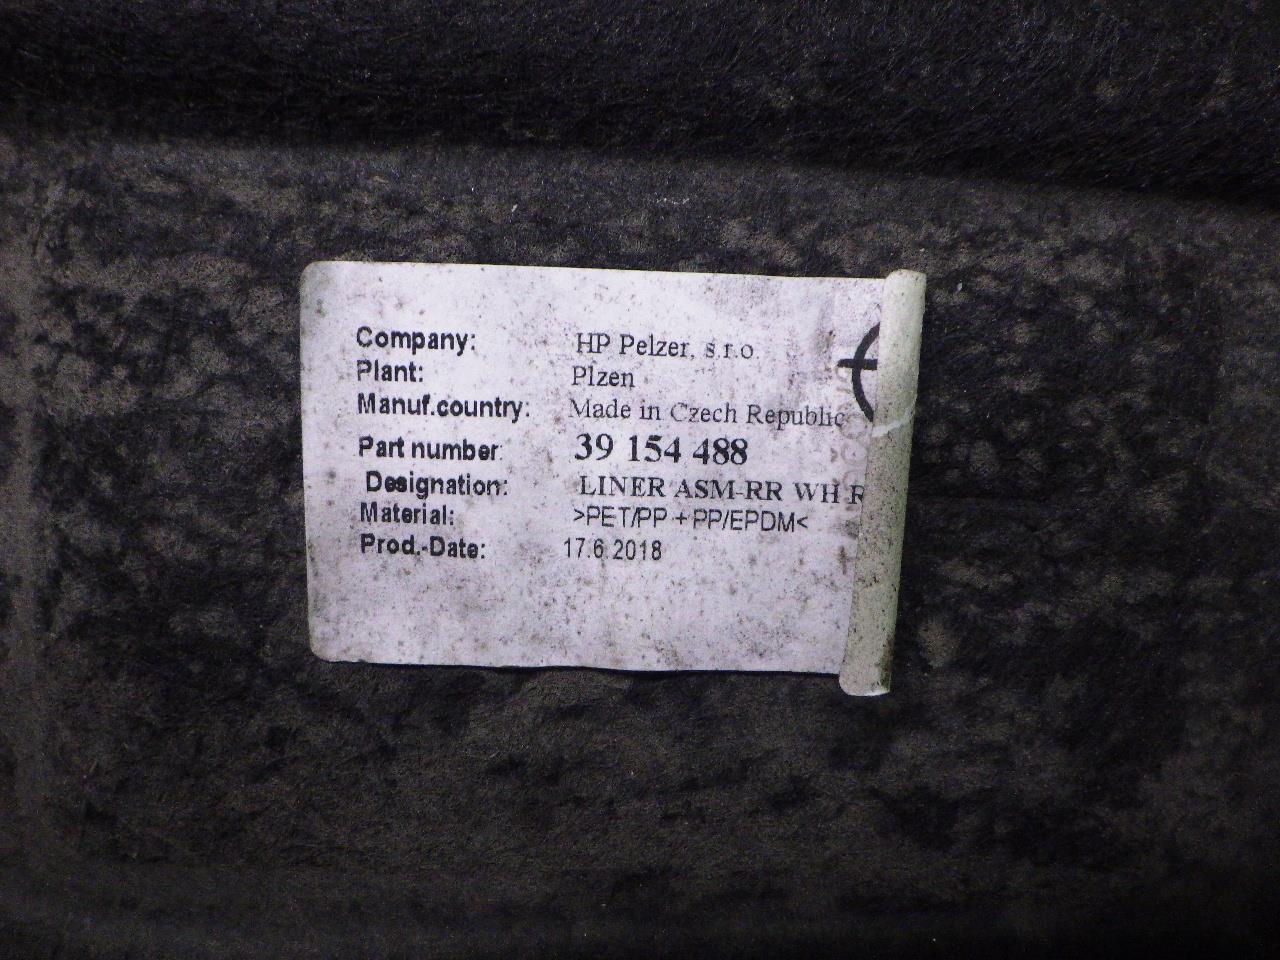 Company: HP Pelzer, s.r.o.
Plant: Plzen
Manuf.country: Made in Czech Republic
Part number: 39 154 488
Designation: LINER ASM-RR WH R
Material: >PET/PP + PP/EPDM<
Prod.-Date: 17.6.2018